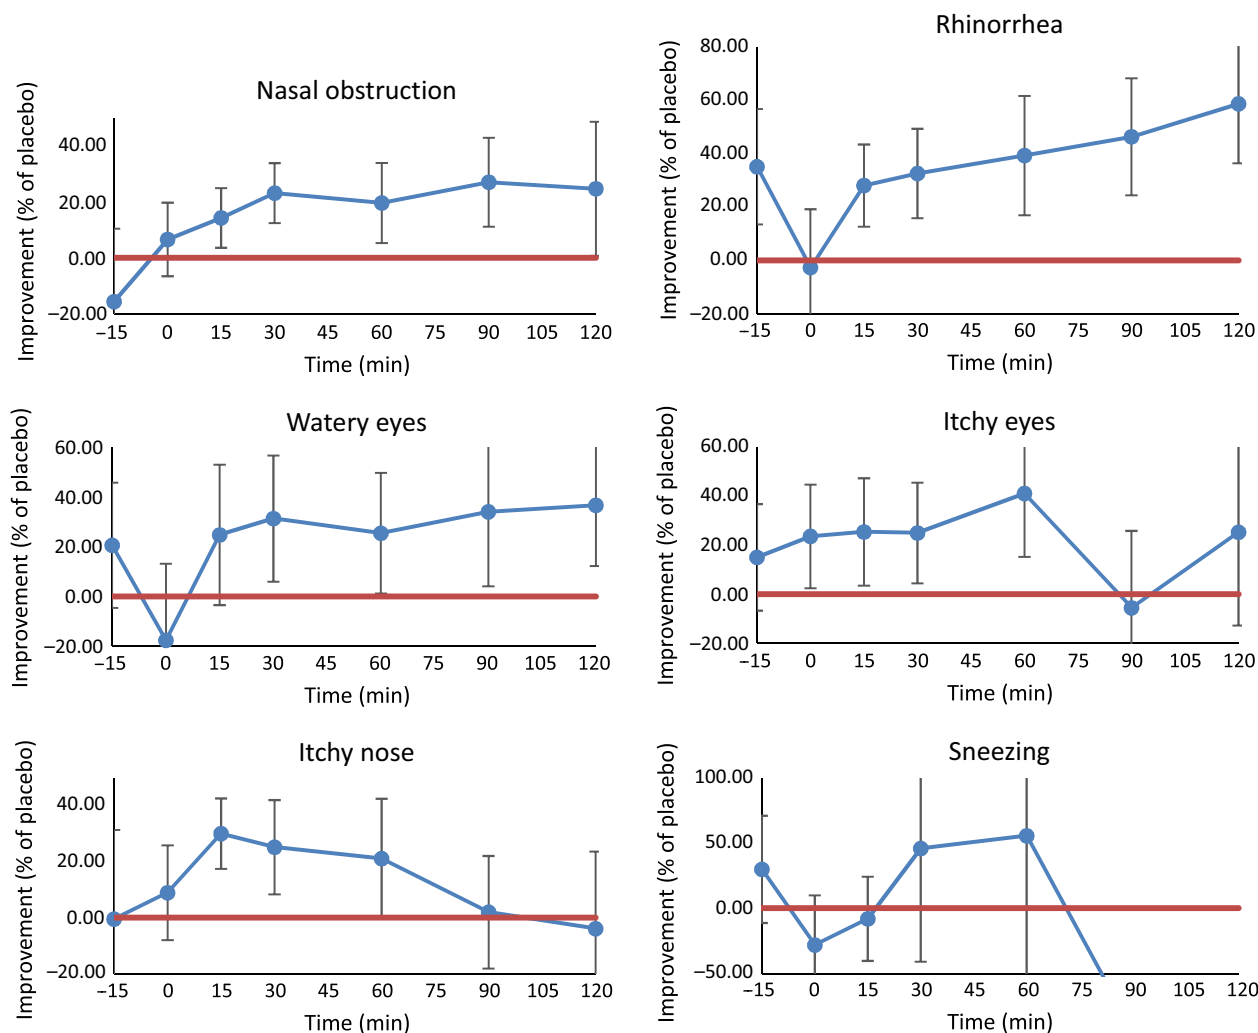 Nasal obstruction
Improvement (% of placebo)
40.00
20.00
0.00
−20.00
−15 0 15 30 45 60 75 90 105 120
Time (min)
Rhinorrhea
Improvement (% of placebo)
80.00
60.00
40.00
20.00
0.00
−20.00
−15 0 15 30 45 60 75 90 105 120
Time (min)
Watery eyes
Improvement (% of placebo)
60.00
40.00
20.00
0.00
−20.00
−15 0 15 30 45 60 75 90 105 120
Time (min)
Itchy eyes
Improvement (% of placebo)
60.00
40.00
20.00
0.00
−20.00
−15 0 15 30 45 60 75 90 105 120
Time (min)
Itchy nose
Improvement (% of placebo)
40.00
20.00
0.00
−20.00
−15 0 15 30 45 60 75 90 105 120
Time (min)
Sneezing
Improvement (% of placebo)
100.00
50.00
0.00
−50.00
−15 0 15 30 45 60 75 90 105 120
Time (min)